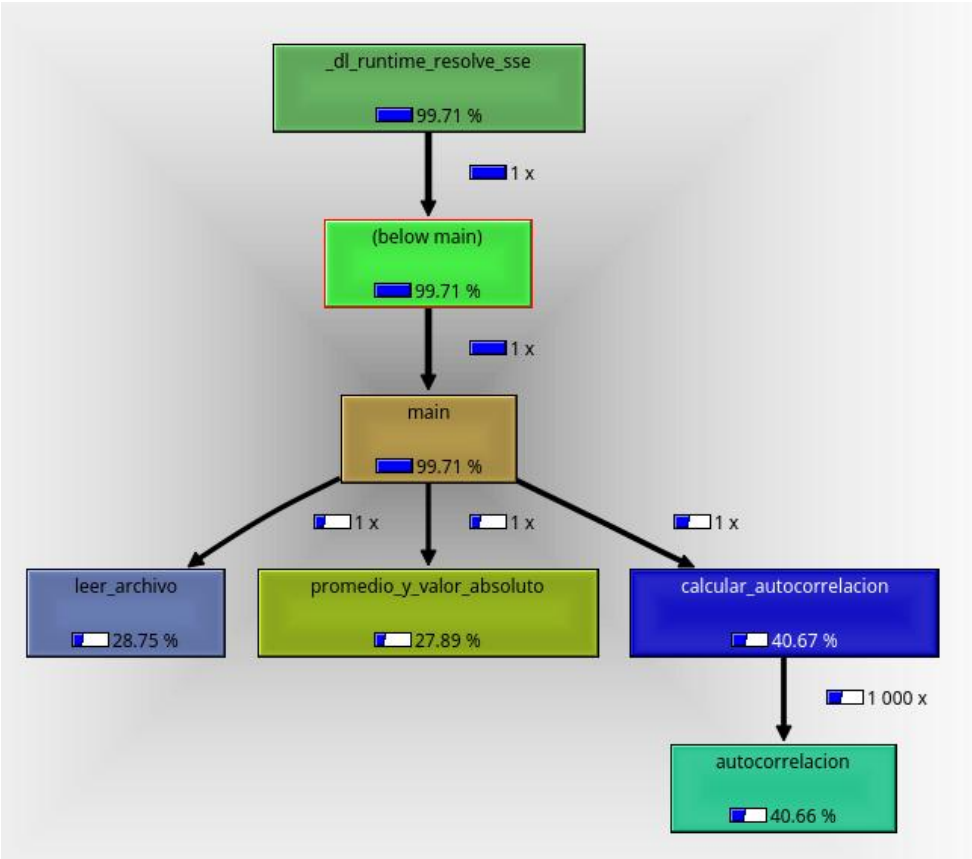 _dl_runtime_resolve_sse
99.71 %
1 x
(below main)
99.71 %
1 x
main
99.71 %
1 x
1 x
1 x
leer_archivo
28.75 %
promedio_y_valor_absoluto
27.89 %
calcular_autocorrelacion
40.67 %
1 000 x
autocorrelacion
40.66 %